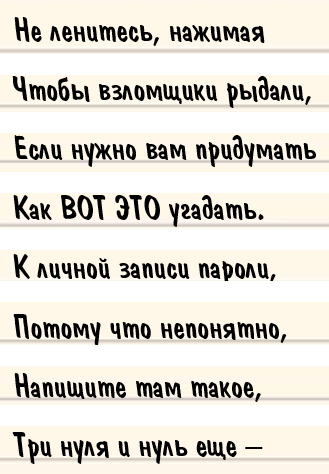 Не ленитесь, нажимая
Чтобы взломщики рыдали,
Если нужно вам придумать
Как ВОТ ЭТО угадать.
К личной записи пароли,
Потому что непонятно,
Напишите там такое,
Три нуля и нуль еще —